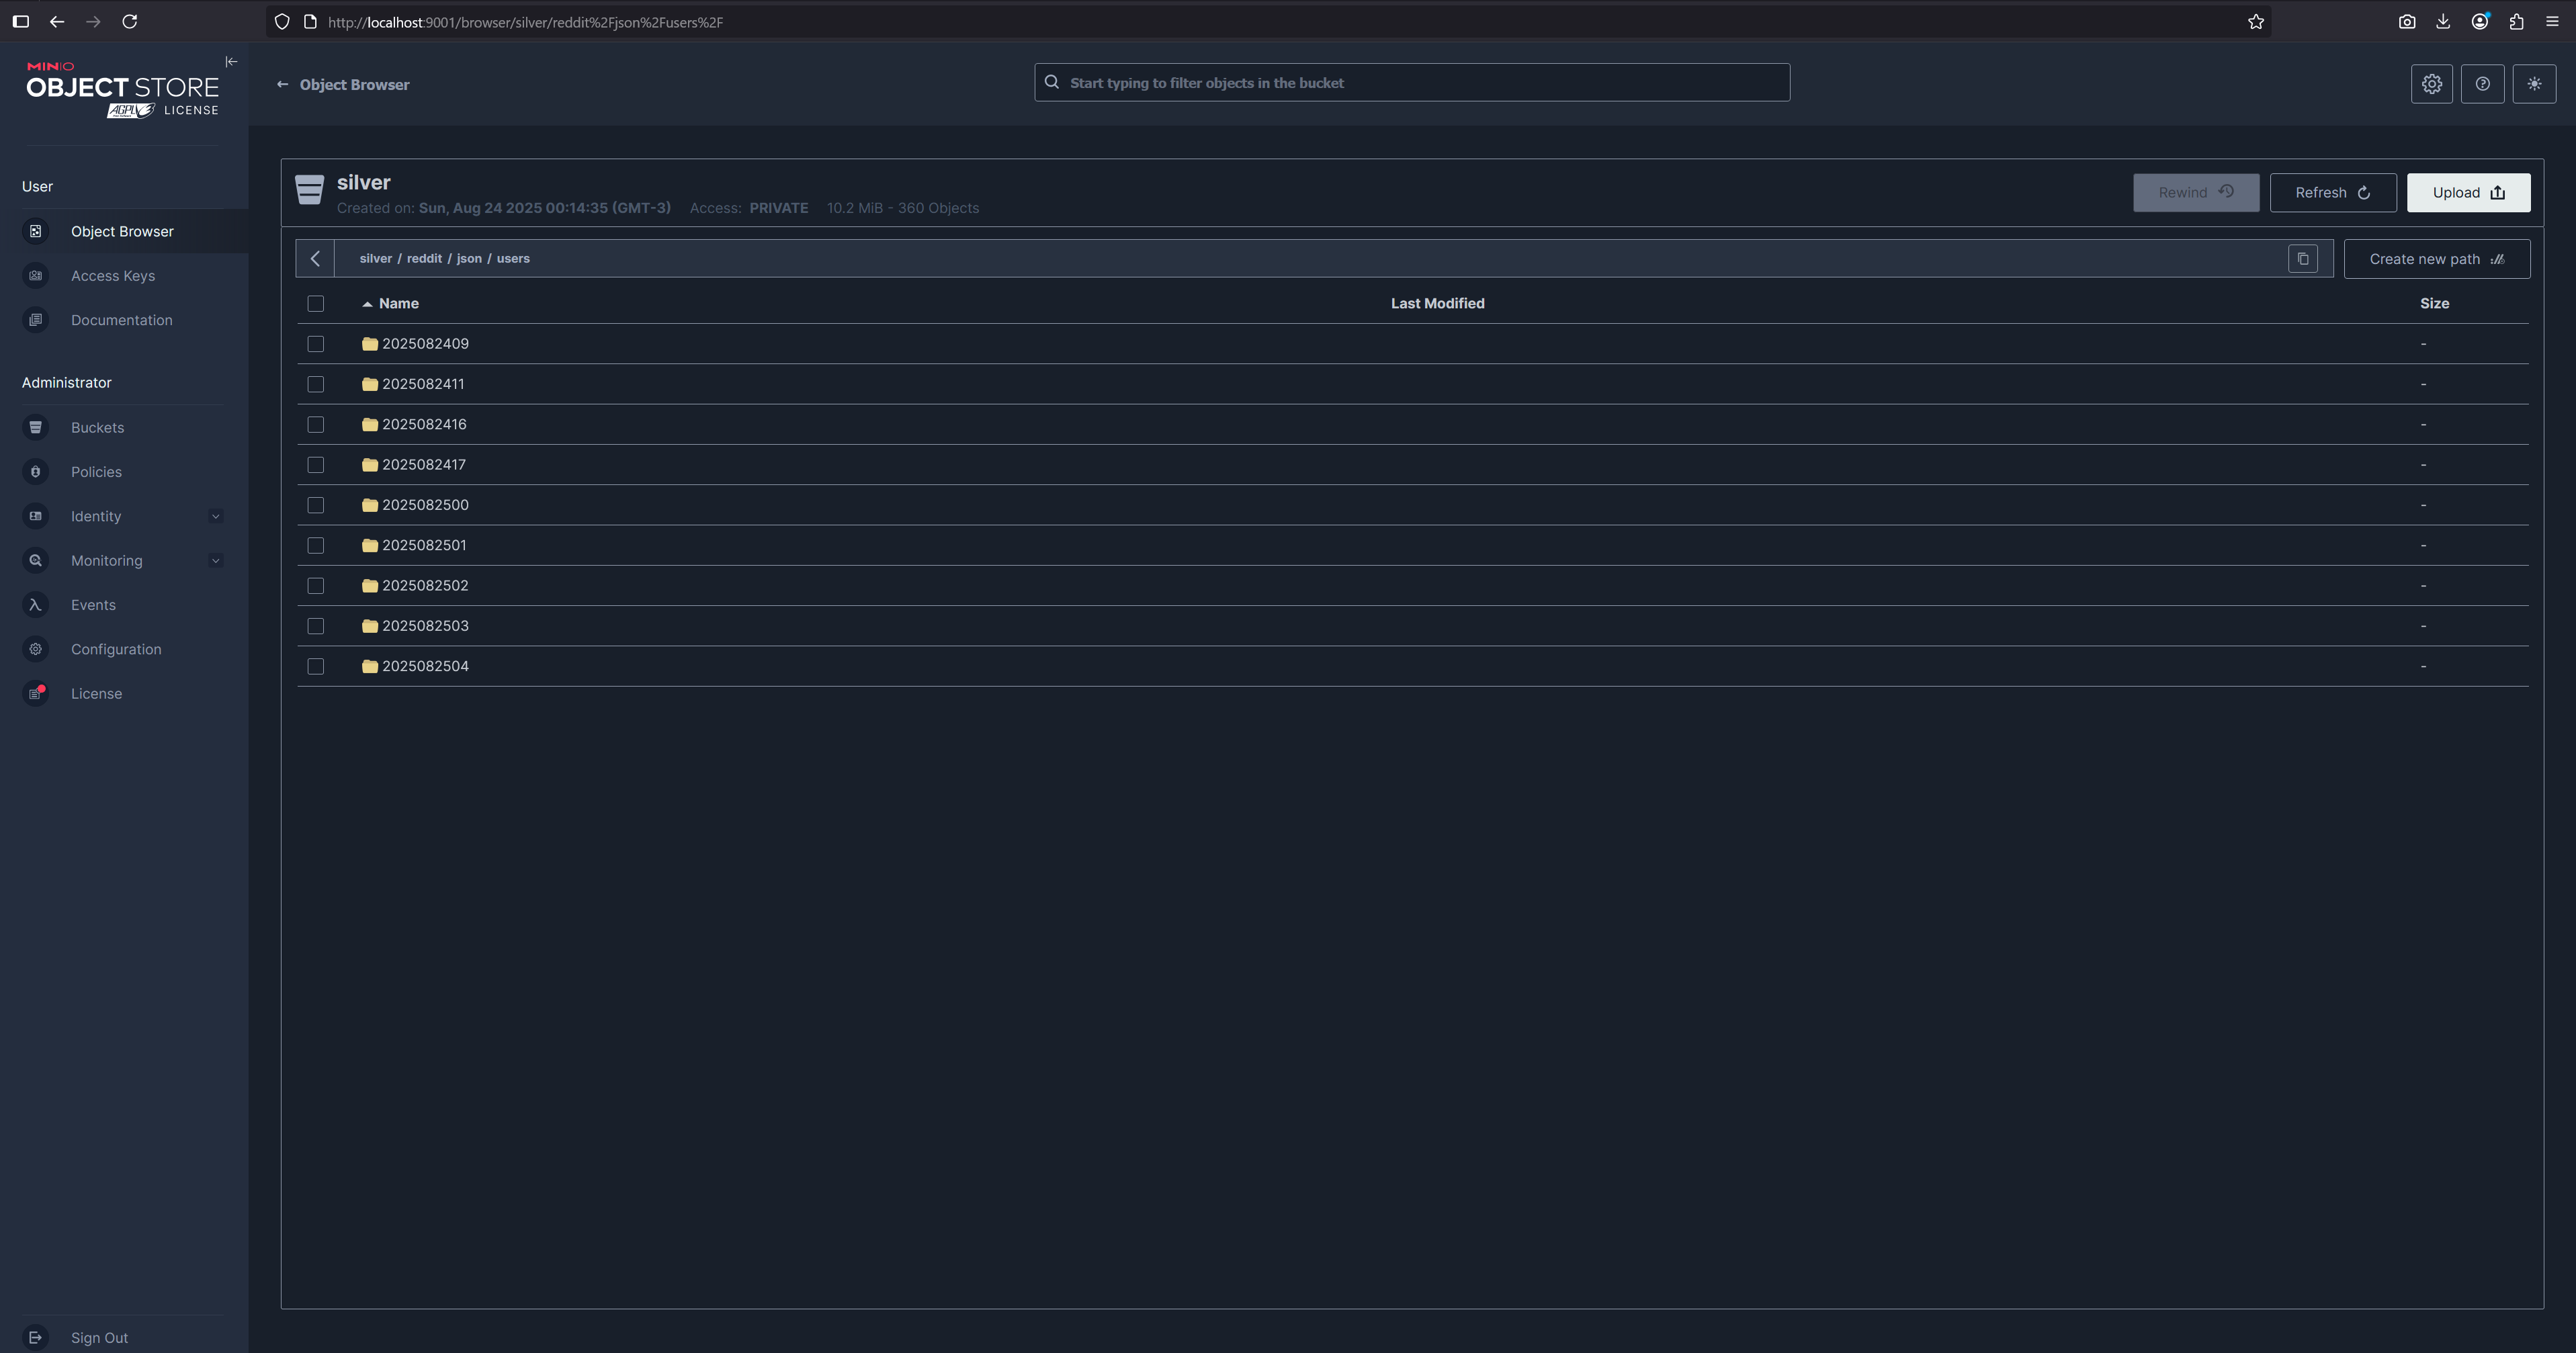 http://localhost:9001/browser/silver/reddit%2Fjson%2Fusers%2F
MINIO
OBJECT STORE
AGPLv3 LICENSE
Object Browser
Start typing to filter objects in the bucket
User
Object Browser
Access Keys
Documentation
Administrator
Buckets
Policies
Identity
Monitoring
Events
Configuration
License
Sign Out
silver
Created on: Sun, Aug 24 2025 00:14:35 (GMT-3) Access: PRIVATE 10.2 MiB - 360 Objects
Rewind
Refresh
Upload
silver / reddit / json / users
Create new path
Name Last Modified Size
2025082409 -
2025082411 -
2025082416 -
2025082417 -
2025082500 -
2025082501 -
2025082502 -
2025082503 -
2025082504 -